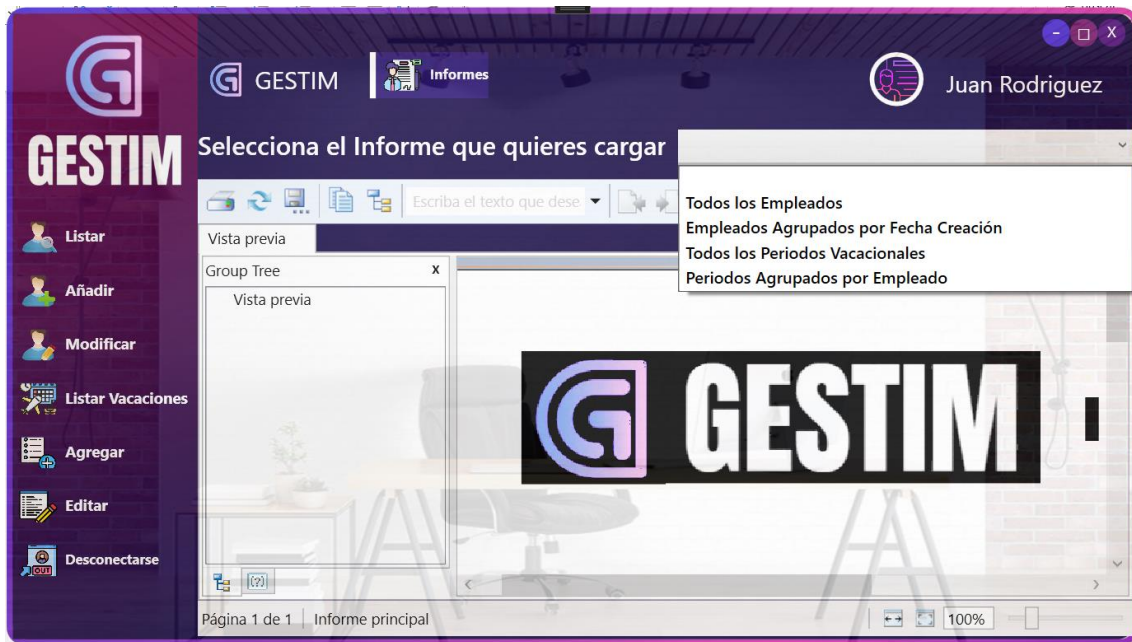 GESTIM
Informes
Juan Rodriguez
GESTIM
Selecciona el Informe que quieres cargar
Todos los Empleados
Empleados Agrupados por Fecha Creación
Todos los Periodos Vacacionales
Periodos Agrupados por Empleado
Escriba el texto que dese
Listar
Añadir
Modificar
Listar Vacaciones
Agregar
Editar
OUT
Desconectarse
Vista previa
Group Tree X
Vista previa
GESTIM
Página 1 de 1
Informe principal
100%